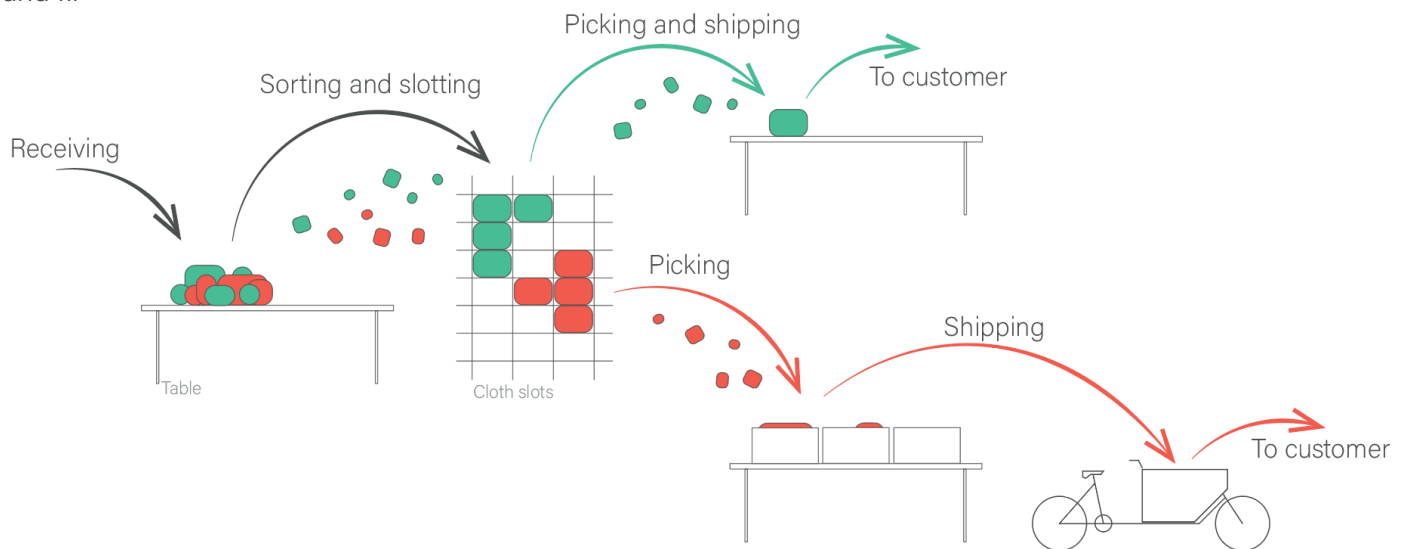 Picking and shipping
To customer
Sorting and slotting
Receiving
Picking
Shipping
Table
Cloth slots
To customer